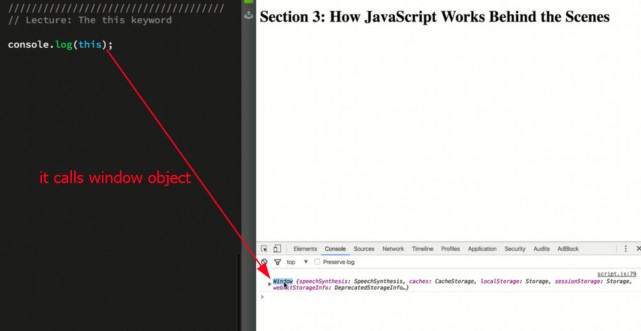 ////////////////////////////////////
// Lecture: The this keyword
console.log(this);
it calls window object
Section 3: How JavaScript Works Behind the Scenes
Elements Console Sources Network Timeline Profiles Application Security Audits AdBlock
top ▼ Preserve log
script.js:79
Window {speechSynthesis: SpeechSynthesis, caches: CacheStorage, localStorage: Storage, sessionStorage: Storage,
webkitStorageInfo: DeprecatedStorageInfo…}